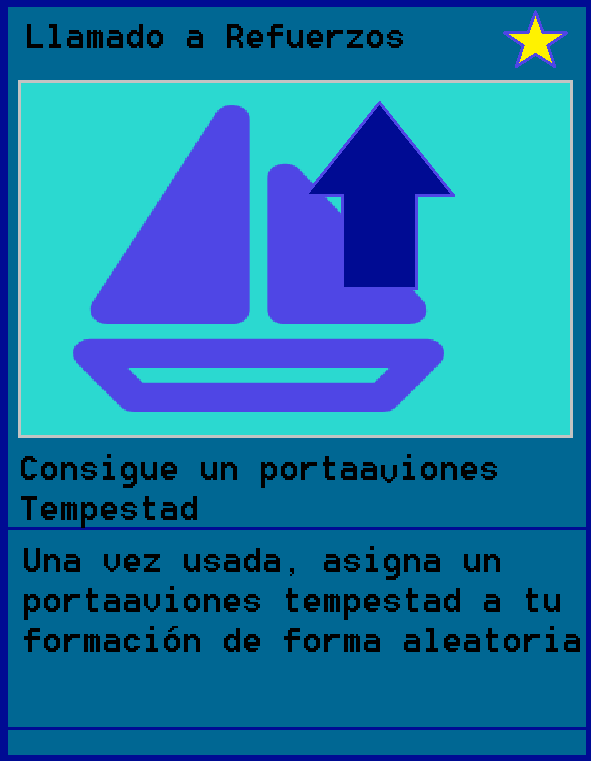 Llamado a Refuerzos
Consigue un portaaviones
Tempestad
Una vez usada, asigna un
portaaviones tempestad a tu
formación de forma aleatoria